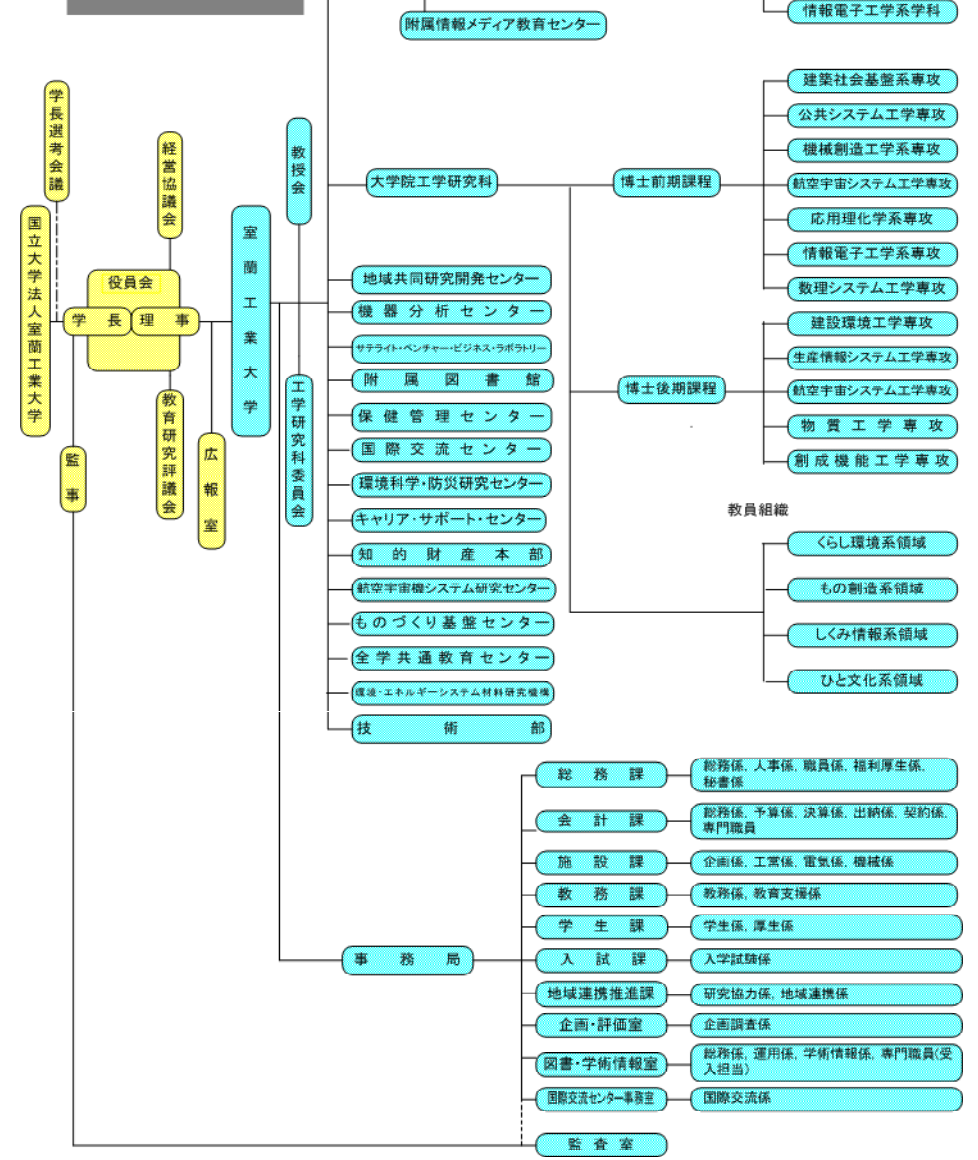 附属情報メディア教育センター
情報電子工学系学科
学長選考会議
国立大学法人室蘭工業大学
経営協議会
役員会
学長
理事
監事
教育研究評議会
広報室
室蘭工業大学
教授会
工学研究科委員会
大学院工学研究科
博士前期課程
建築社会基盤系専攻
公共システム工学専攻
機械創造工学系専攻
航空宇宙システム工学専攻
応用理化学系専攻
情報電子工学系専攻
数理システム工学専攻
博士後期課程
建設環境工学専攻
生産情報システム工学専攻
航空宇宙システム工学専攻
物質工学専攻
創成機能工学専攻
教員組織
くらし環境系領域
もの創造系領域
しくみ情報系領域
ひと文化系領域
地域共同研究開発センター
機器分析センター
サテライト・ベンチャー・ビジネス・ラボラトリー
附属図書館
保健管理センター
国際交流センター
環境科学・防災研究センター
キャリア・サポート・センター
知的財産本部
航空宇宙機システム研究センター
ものづくり基盤センター
全学共通教育センター
環境・エネルギーシステム材料研究機構
技術部
事務局
総務課
総務係, 人事係, 職員係, 福利厚生係,
秘書係
会計課
総務係, 予算係, 決算係, 出納係, 契約係,
専門職員
施設課
企画係, 工営係, 電気係, 機械係
教務課
教務係, 教育支援係
学生課
学生係, 厚生係
入試課
入学試験係
地域連携推進課
研究協力係, 地域連携係
企画・評価室
企画調査係
図書・学術情報室
総務係, 運用係, 学術情報係, 専門職員(受
入担当)
国際交流センター事務室
国際交流係
監査室